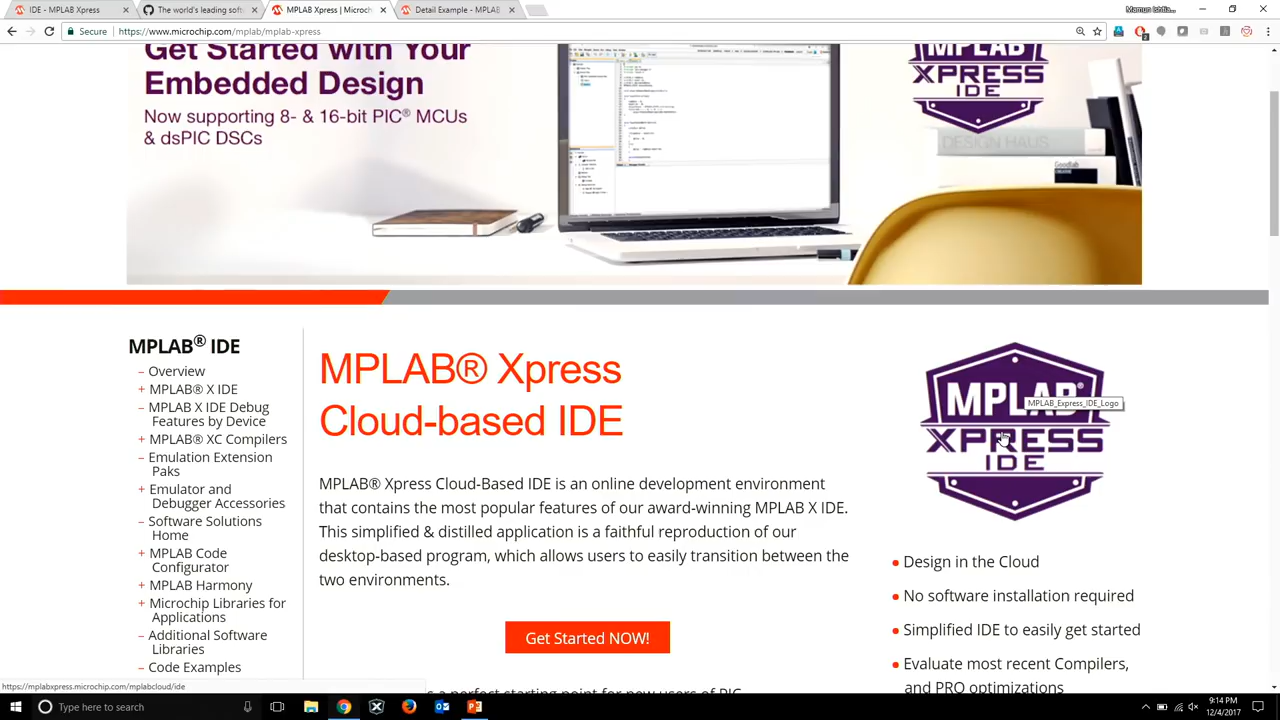 IDE - MPLAB Xpress
The world's leading soft
MPLAB Xpress | Microch
Detail Example - MPLAB
Secure
https://www.microchip.com/mplab/mplab-xpress
Get Started with Your
Embedded Design
Now supporting 8- & 16-bit PIC® MCUs
& dsPIC DSCs
MPLAB
XPRESS
IDE
MPLAB® IDE
– Overview
+ MPLAB® X IDE
– MPLAB X IDE Debug
Features by Device
+ MPLAB® XC Compilers
– Emulation Extension
Paks
+ Emulator and
Debugger Accessories
– Software Solutions
Home
+ MPLAB Code
Configurator
+ MPLAB Harmony
+ Microchip Libraries for
Applications
– Additional Software
Libraries
– Code Examples
MPLAB® Xpress
Cloud-based IDE
MPLAB® Xpress Cloud-Based IDE is an online development environment
that contains the most popular features of our award-winning MPLAB X IDE.
This simplified & distilled application is a faithful reproduction of our
desktop-based program, which allows users to easily transition between the
two environments.
Get Started NOW!
s a perfect starting point for new users of PIC
MPLAB®
MPLAB_Express_IDE_Logo
XPRESS
IDE
• Design in the Cloud
• No software installation required
• Simplified IDE to easily get started
• Evaluate most recent Compilers,
and PRO optimizations
https://mplabxpress.microchip.com/mplabcloud/ide
Type here to search
9:14 PM
12/4/2017